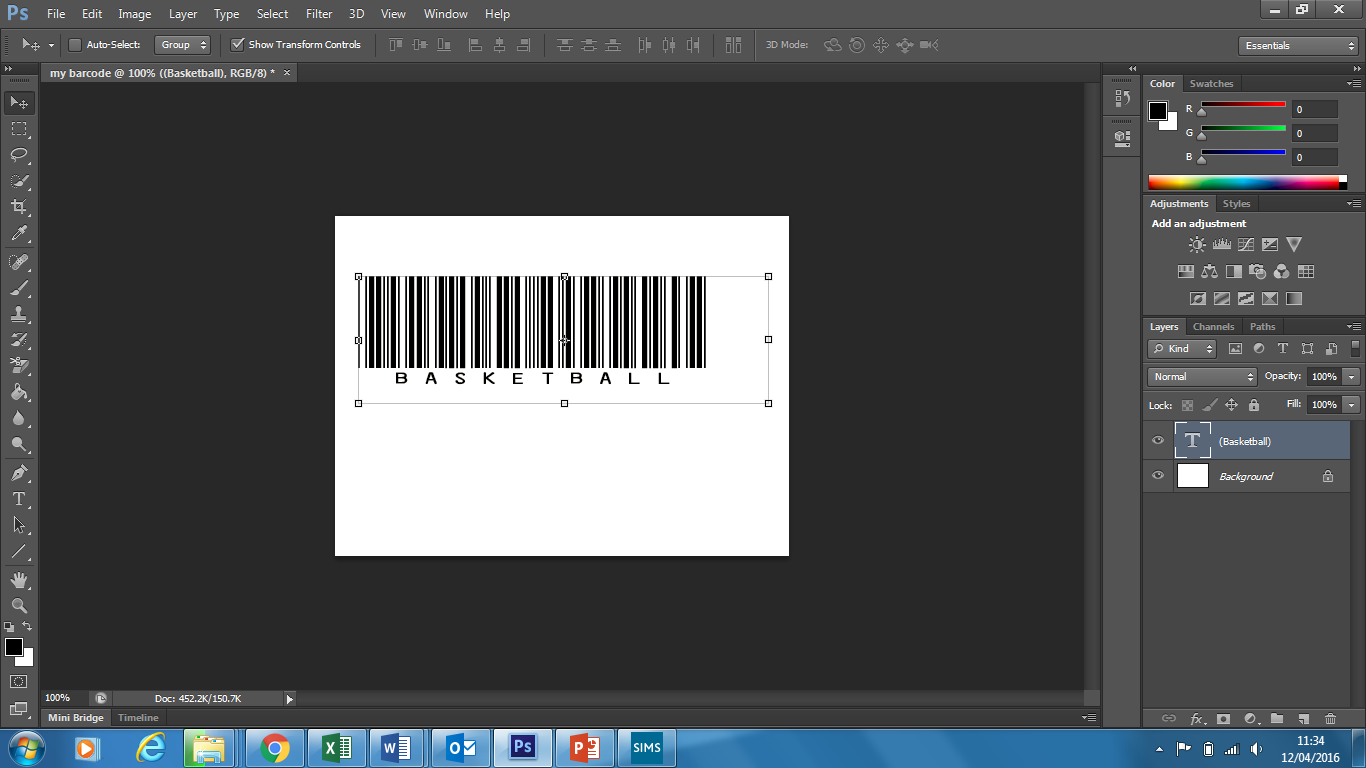 Ps File Edit Image Layer Type Select Filter 3D View Window Help
Auto-Select: Group Show Transform Controls 3D Mode: Essentials
my barcode @ 100% ((Basketball), RGB/8) * ×
Color Swatches
R 0
G 0
B 0
Adjustments Styles
Add an adjustment
BASKETBALL
Layers Channels Paths
Kind
Normal Opacity: 100%
Lock: Fill: 100%
T (Basketball)
Background
100% Doc: 452.2K/150.7K
Mini Bridge Timeline
Ps SIMS
11:34
12/04/2016